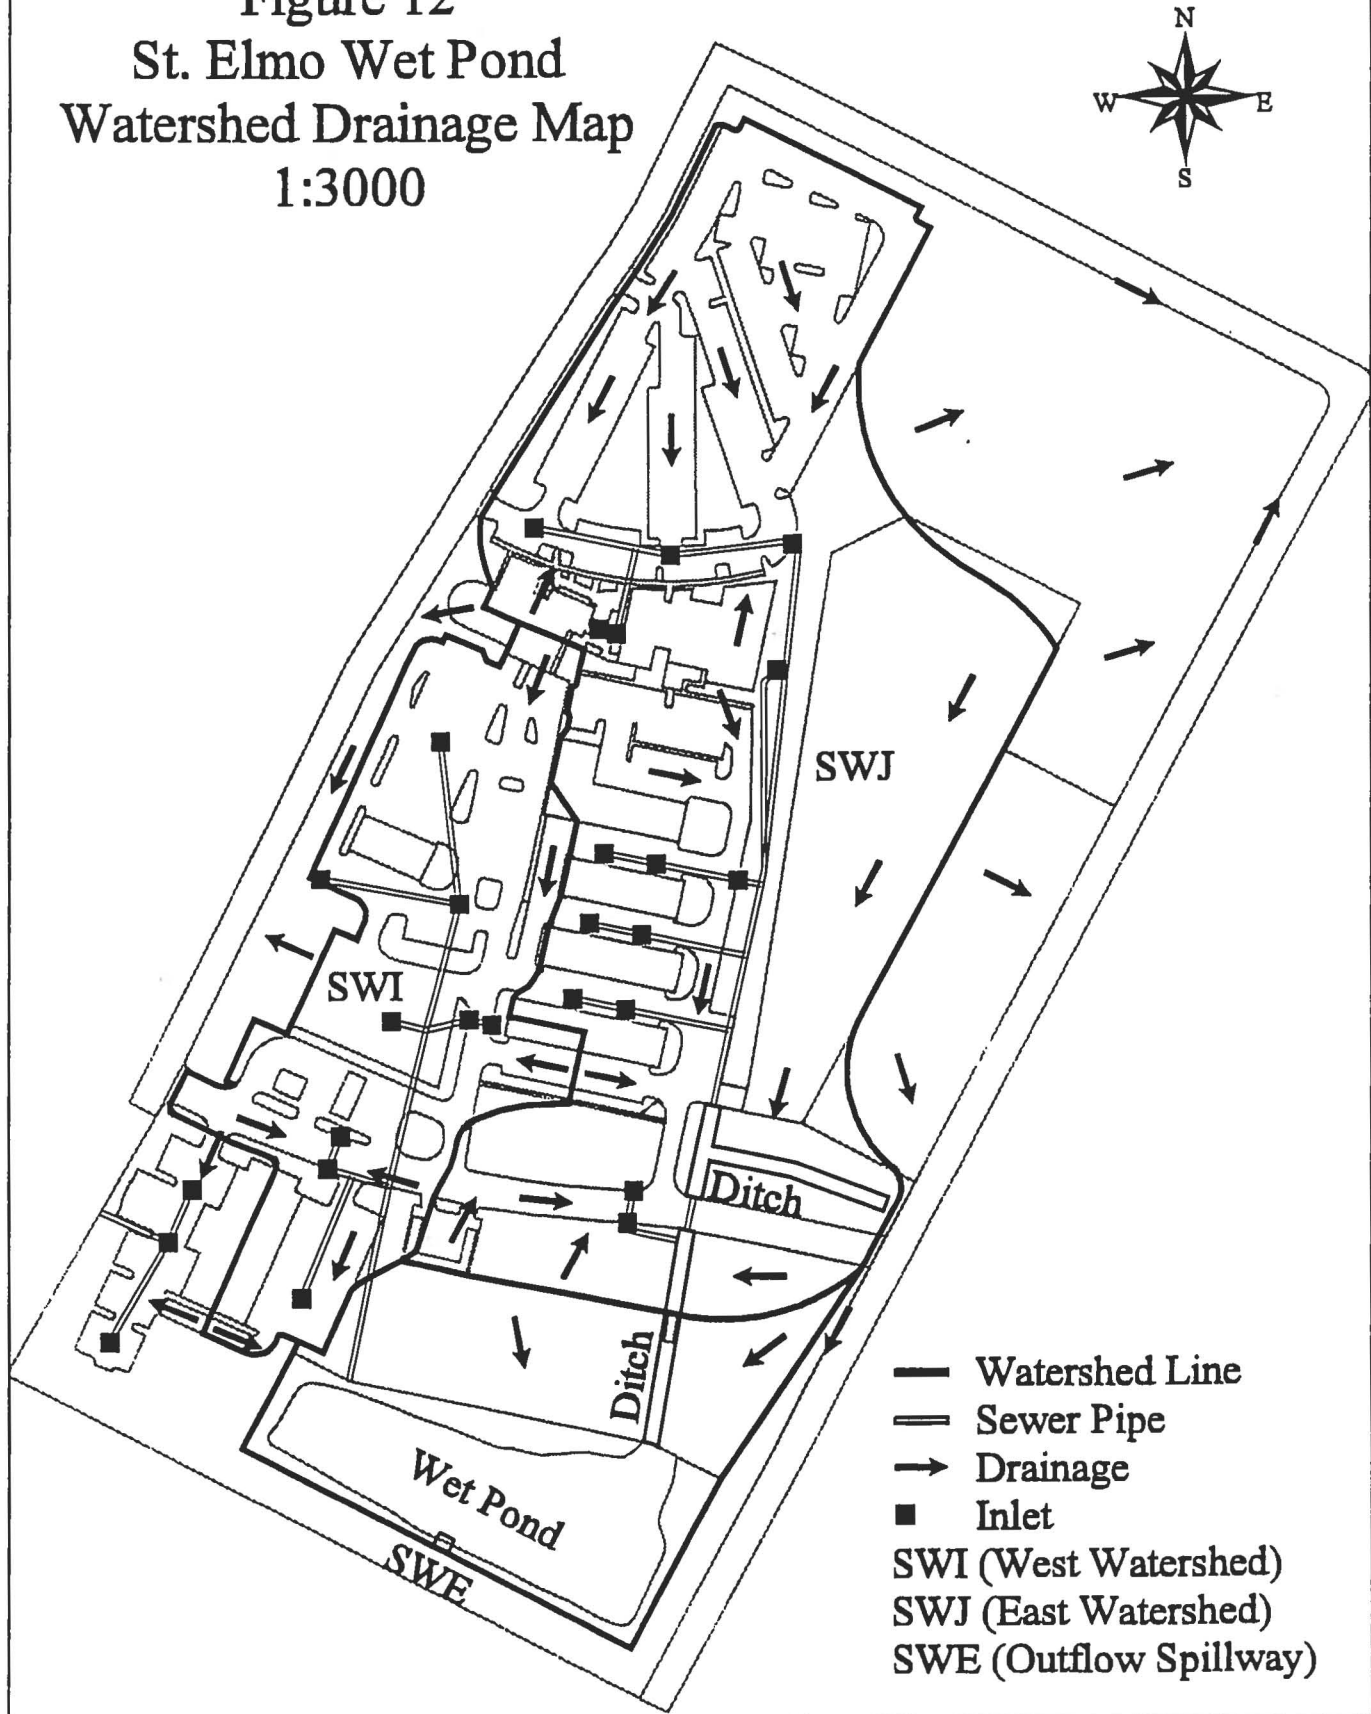 Figure 12
St. Elmo Wet Pond
Watershed Drainage Map
1:3000
N
W
E
S
SWJ
SWI
Ditch
Ditch
Wet Pond
SWE
Watershed Line
Sewer Pipe
Drainage
Inlet
SWI (West Watershed)
SWJ (East Watershed)
SWE (Outflow Spillway)